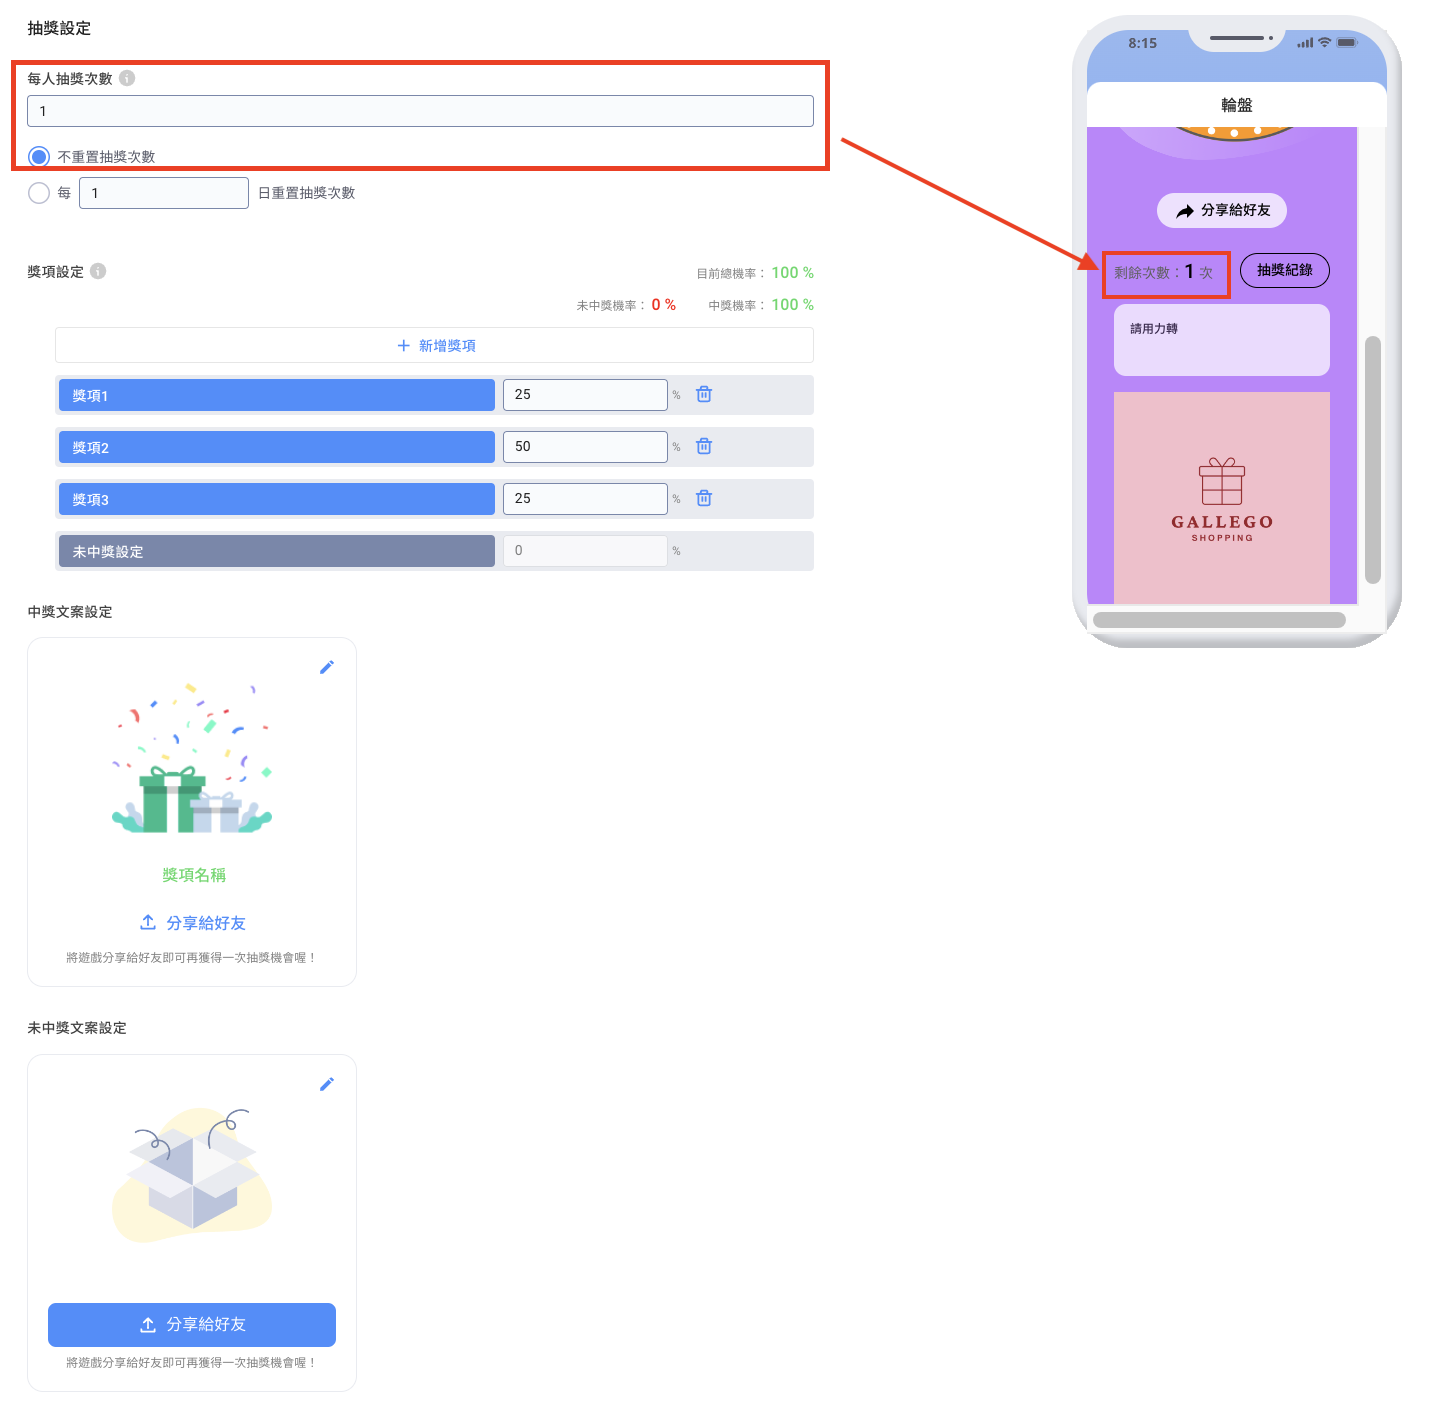 抽獎設定
每人抽獎次數
1
不重置抽獎次數
每 1 日重置抽獎次數
獎項設定
目前總機率： 100 %
未中獎機率： 0 % 中獎機率： 100 %
+ 新增獎項
獎項1 25 %
獎項2 50 %
獎項3 25 %
未中獎設定 0 %
中獎文案設定
獎項名稱
分享給好友
將遊戲分享給好友即可再獲得一次抽獎機會喔！
未中獎文案設定
分享給好友
將遊戲分享給好友即可再獲得一次抽獎機會喔！
8:15
輪盤
分享給好友
剩餘次數：1 次 抽獎紀錄
請用力轉
GALLEGO
SHOPPING